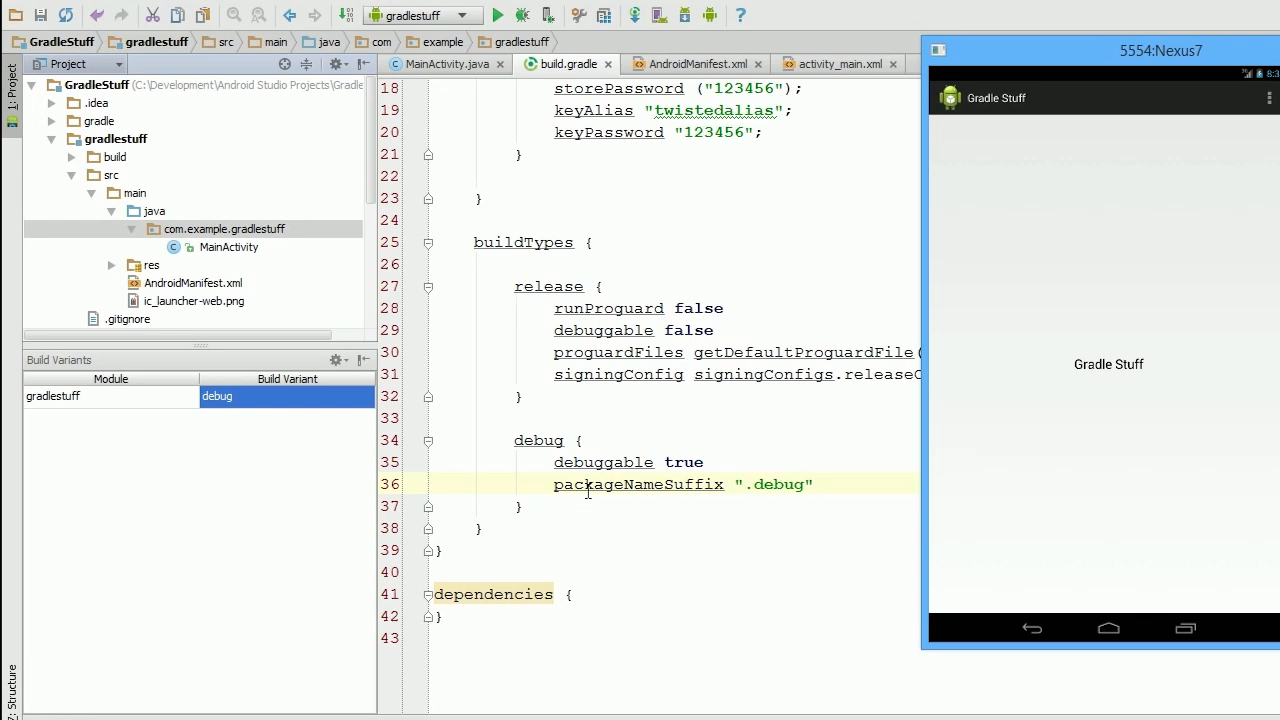 gradlestuff
5554:Nexus7
GradleStuff
gradlestuff
src
main
java
com
example
gradlestuff
1: Project
Project
MainActivity.java
build.gradle
AndroidManifest.xml
activity_main.xml
8:3
Gradle Stuff
GradleStuff (C:\Development\Android Studio Projects\Gradle
.idea
gradle
gradlestuff
build
src
main
java
com.example.gradlestuff
MainActivity
res
AndroidManifest.xml
ic_launcher-web.png
.gitignore
Build Variants
Module Build Variant
gradlestuff debug
Z: Structure
18 storePassword ("123456");
19 keyAlias "twistedalias";
20 keyPassword "123456";
21 }
22
23 }
24
25 buildTypes {
26
27 release {
28 runProguard false
29 debuggable false
30 proguardFiles getDefaultProguardFile(
31 signingConfig signingConfigs.release
32 }
33
34 debug {
35 debuggable true
36 packageNameSuffix ".debug"
37 }
38 }
39 }
40
41 dependencies {
42 }
43
Gradle Stuff